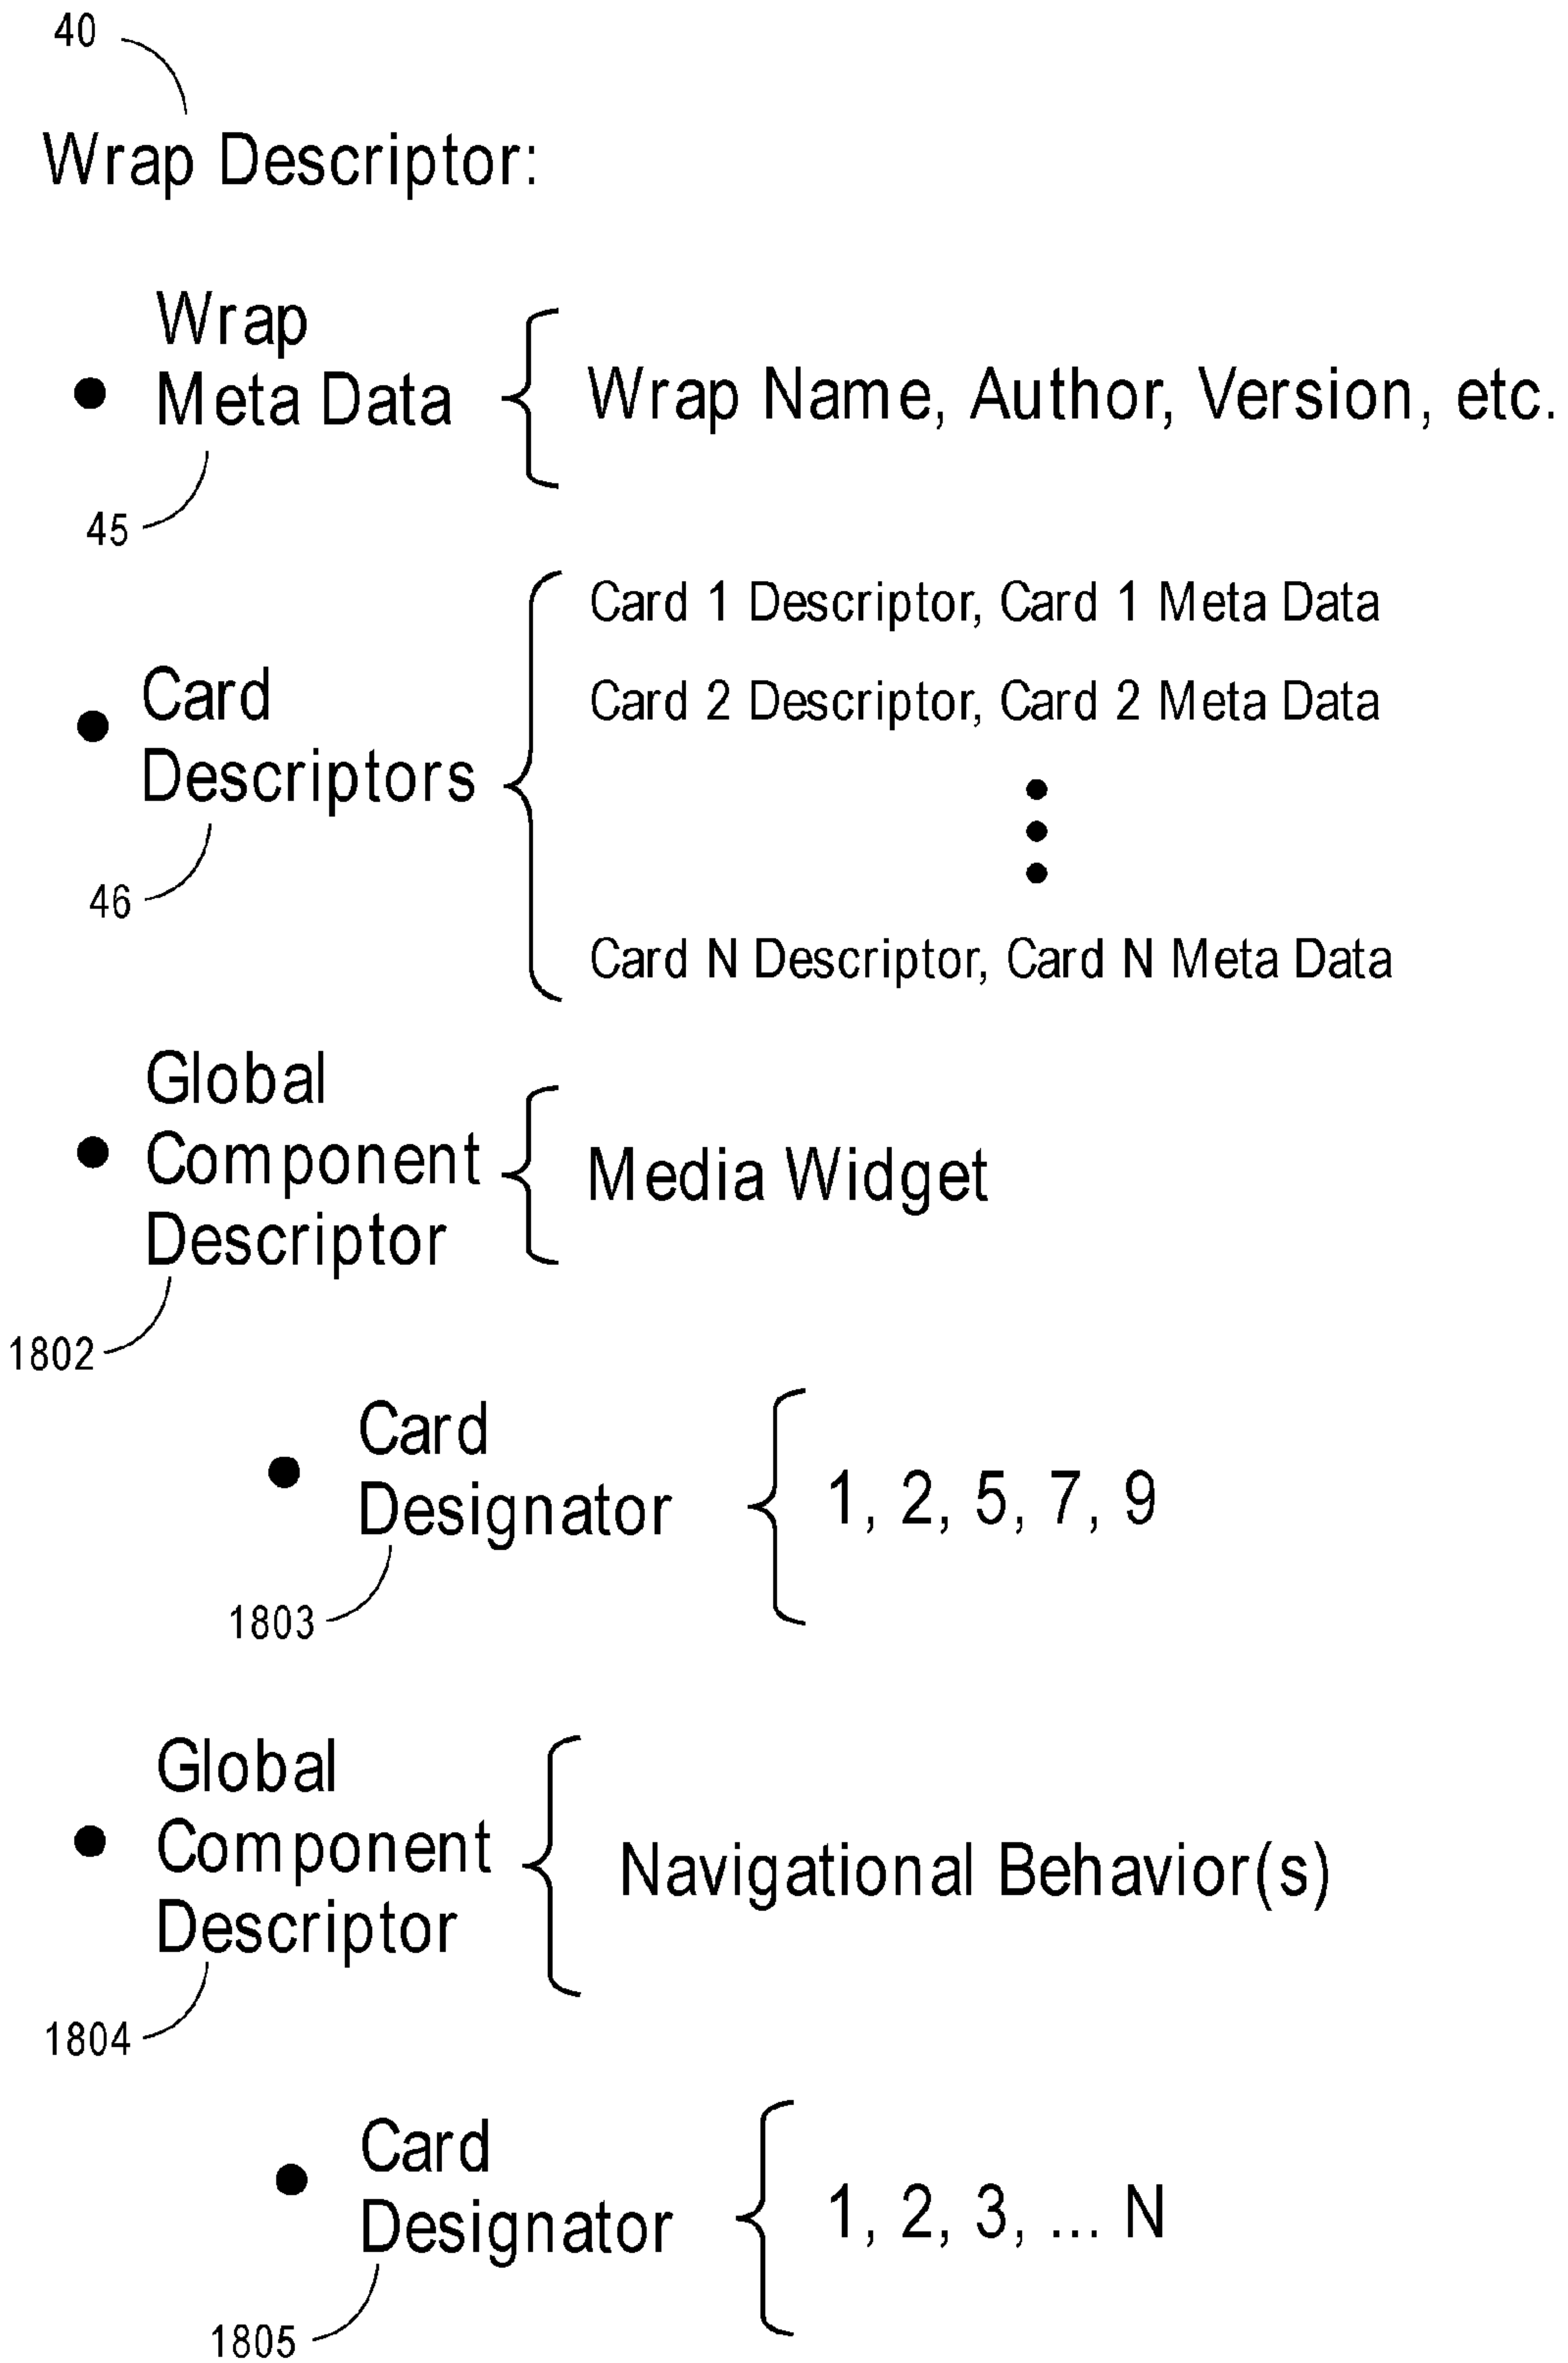 40
Wrap Descriptor:
Wrap
Meta Data
Wrap Name, Author, Version, etc.
45
Card 1 Descriptor, Card 1 Meta Data
Card
Descriptors
Card 2 Descriptor, Card 2 Meta Data
46
Card N Descriptor, Card N Meta Data
Global
Component
Descriptor
Media Widget
1802
Card
Designator
1, 2, 5, 7, 9
1803
Global
Component
Descriptor
Navigational Behavior(s)
1804
Card
Designator
1, 2, 3, ... N
1805